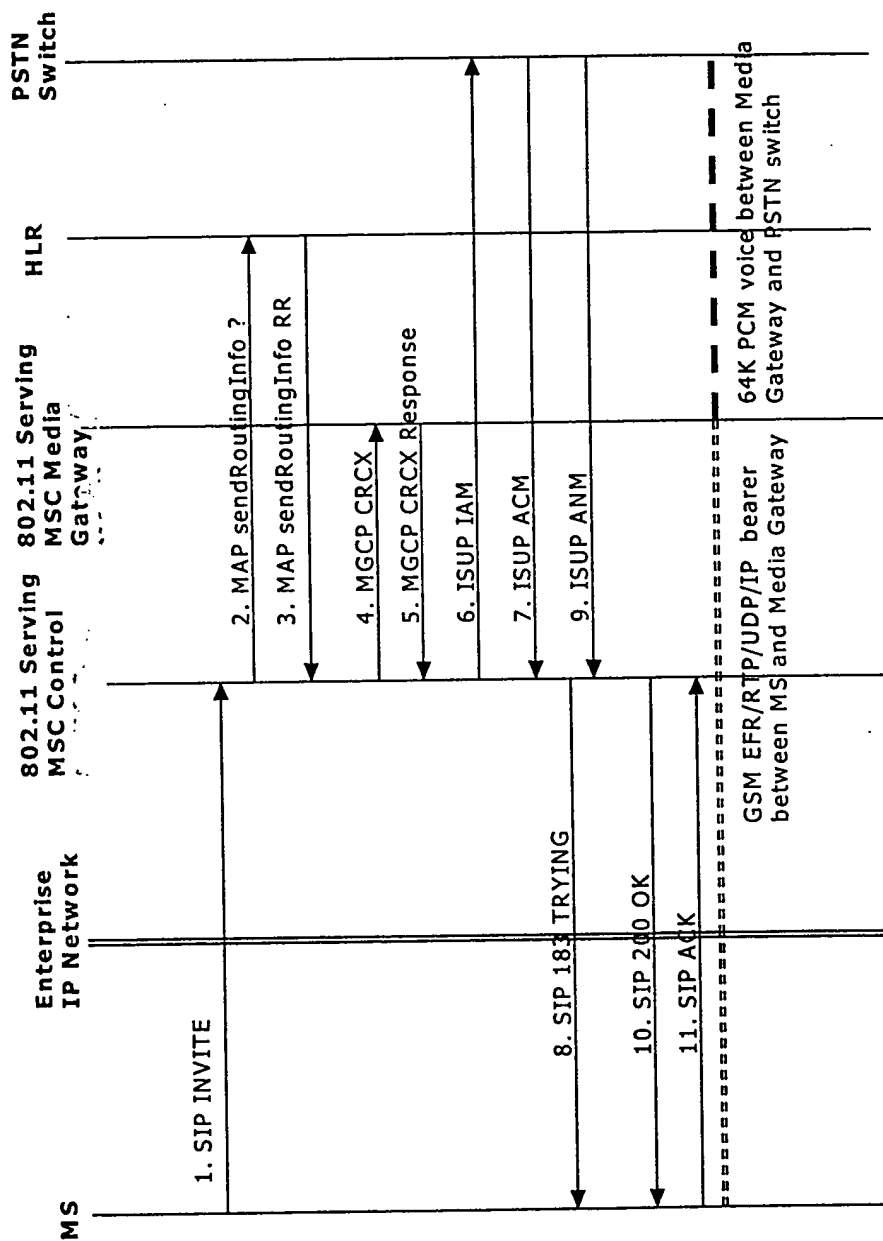 MS
Enterprise
IP Network
802.11 Serving
MSC Control
802.11 Serving
MSC Media
Gateway
HLR
PSTN
Switch
1. SIP INVITE
2. MAP sendRoutingInfo ?
3. MAP sendRoutingInfo RR
4. MGCP CRCX
5. MGCP CRCX Response
6. ISUP IAM
7. ISUP ACM
8. SIP 183 TRYING
9. ISUP ANM
10. SIP 200 OK
11. SIP ACK
GSM EFR/RTP/UDP/IP bearer
between MS and Media Gateway
64K PCM voice between Media
Gateway and PSTN switch